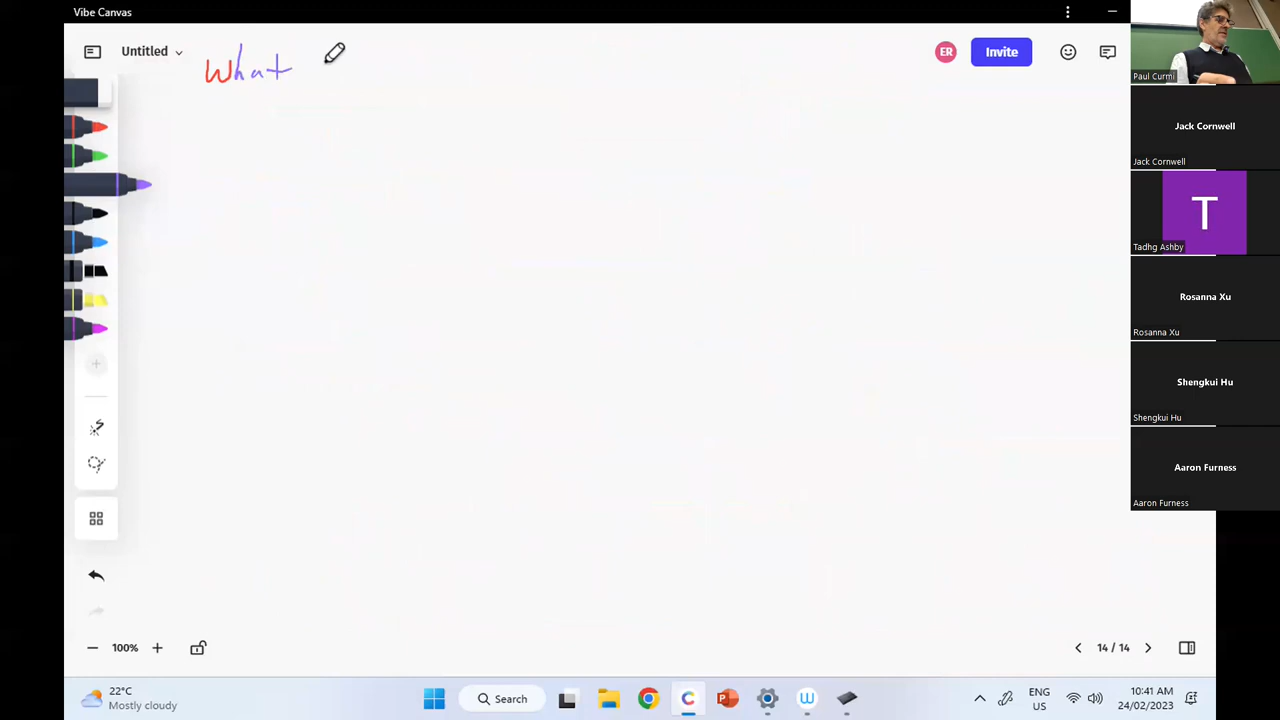 Vibe Canvas
Untitled
What
ER
Invite
Paul Curmi
Jack Cornwell
Jack Cornwell
T
Tadhg Ashby
Rosanna Xu
Rosanna Xu
Shengkui Hu
Shengkui Hu
Aaron Furness
Aaron Furness
100%
14 / 14
22°C
Mostly cloudy
Search
ENG
US
10:41 AM
24/02/2023